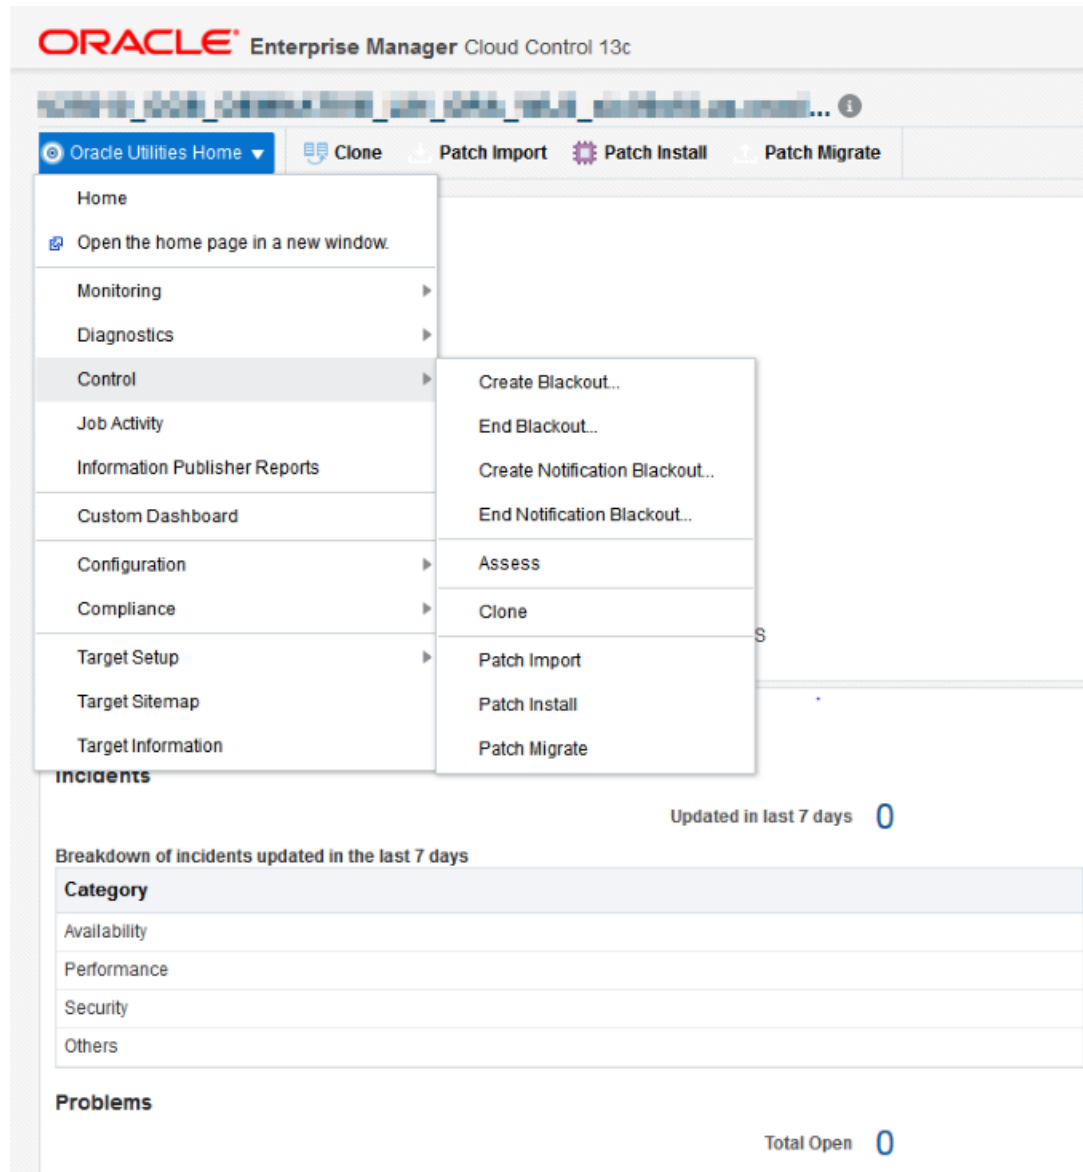 ORACLE Enterprise Manager Cloud Control 13c
...
Oracle Utilities Home Clone Patch Import Patch Install Patch Migrate
Home
Open the home page in a new window.
Monitoring
Diagnostics
Control
Job Activity
Information Publisher Reports
Custom Dashboard
Configuration
Compliance
Target Setup
Target Sitemap
Target Information
Create Blackout...
End Blackout...
Create Notification Blackout...
End Notification Blackout...
Assess
Clone
Patch Import
Patch Install
Patch Migrate
s
Incidents
Updated in last 7 days 0
Breakdown of incidents updated in the last 7 days
Category
Availability
Performance
Security
Others
Problems
Total Open 0